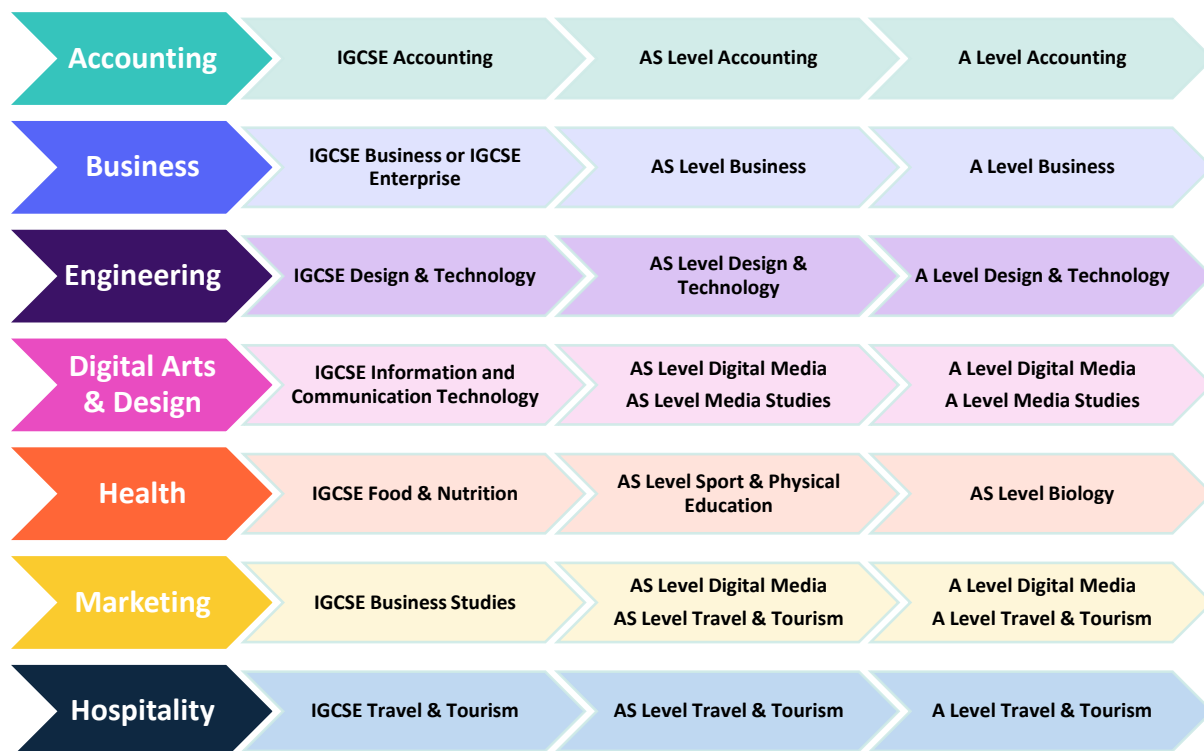 Accounting
IGCSE Accounting
AS Level Accounting
A Level Accounting
Business
IGCSE Business or IGCSE
Enterprise
AS Level Business
A Level Business
Engineering
IGCSE Design & Technology
AS Level Design &
Technology
A Level Design & Technology
Digital Arts
& Design
IGCSE Information and
Communication Technology
AS Level Digital Media
AS Level Media Studies
A Level Digital Media
A Level Media Studies
Health
IGCSE Food & Nutrition
AS Level Sport & Physical
Education
AS Level Biology
Marketing
IGCSE Business Studies
AS Level Digital Media
AS Level Travel & Tourism
A Level Digital Media
A Level Travel & Tourism
Hospitality
IGCSE Travel & Tourism
AS Level Travel & Tourism
A Level Travel & Tourism